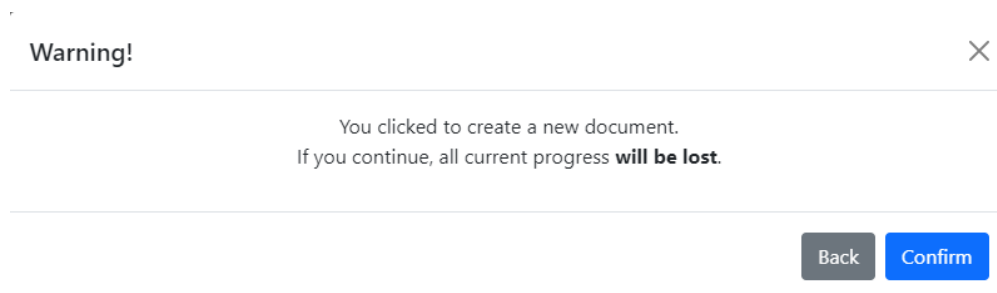 Warning!
You clicked to create a new document.
If you continue, all current progress will be lost.
Back
Confirm